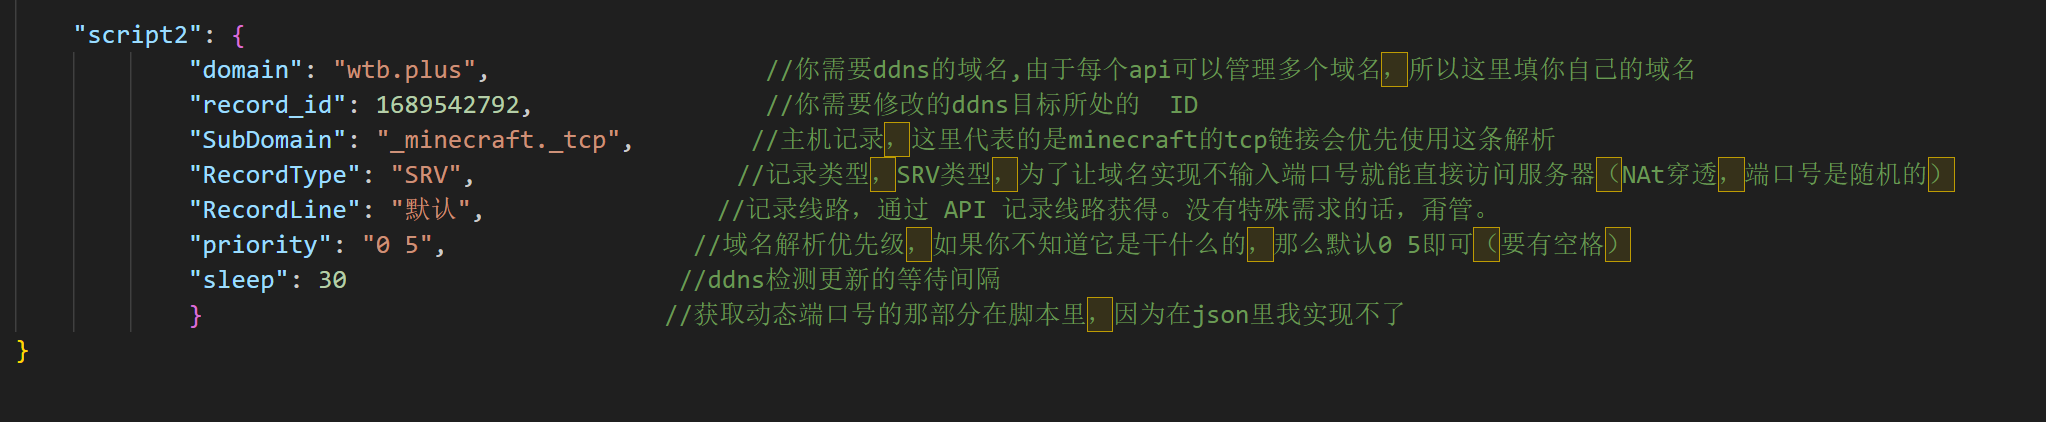 "script2": {
"domain": "wtb.plus", //你需要ddns的域名,由于每个api可以管理多个域名，所以这里填你自己的域名
"record_id": 1689542792, //你需要修改的ddns目标所处的 ID
"SubDomain": "_minecraft._tcp", //主机记录，这里代表的是minecraft的tcp链接会优先使用这条解析
"RecordType": "SRV", //记录类型，SRV类型，为了让域名实现不输入端口号就能直接访问服务器（NAt穿透，端口号是随机的）
"RecordLine": "默认", //记录线路，通过 API 记录线路获得。没有特殊需求的话，甭管。
"priority": "0 5", //域名解析优先级，如果你不知道它是干什么的，那么默认0 5即可（要有空格）
"sleep": 30 //ddns检测更新的等待间隔
} //获取动态端口号的那部分在脚本里，因为在json里我实现不了
}